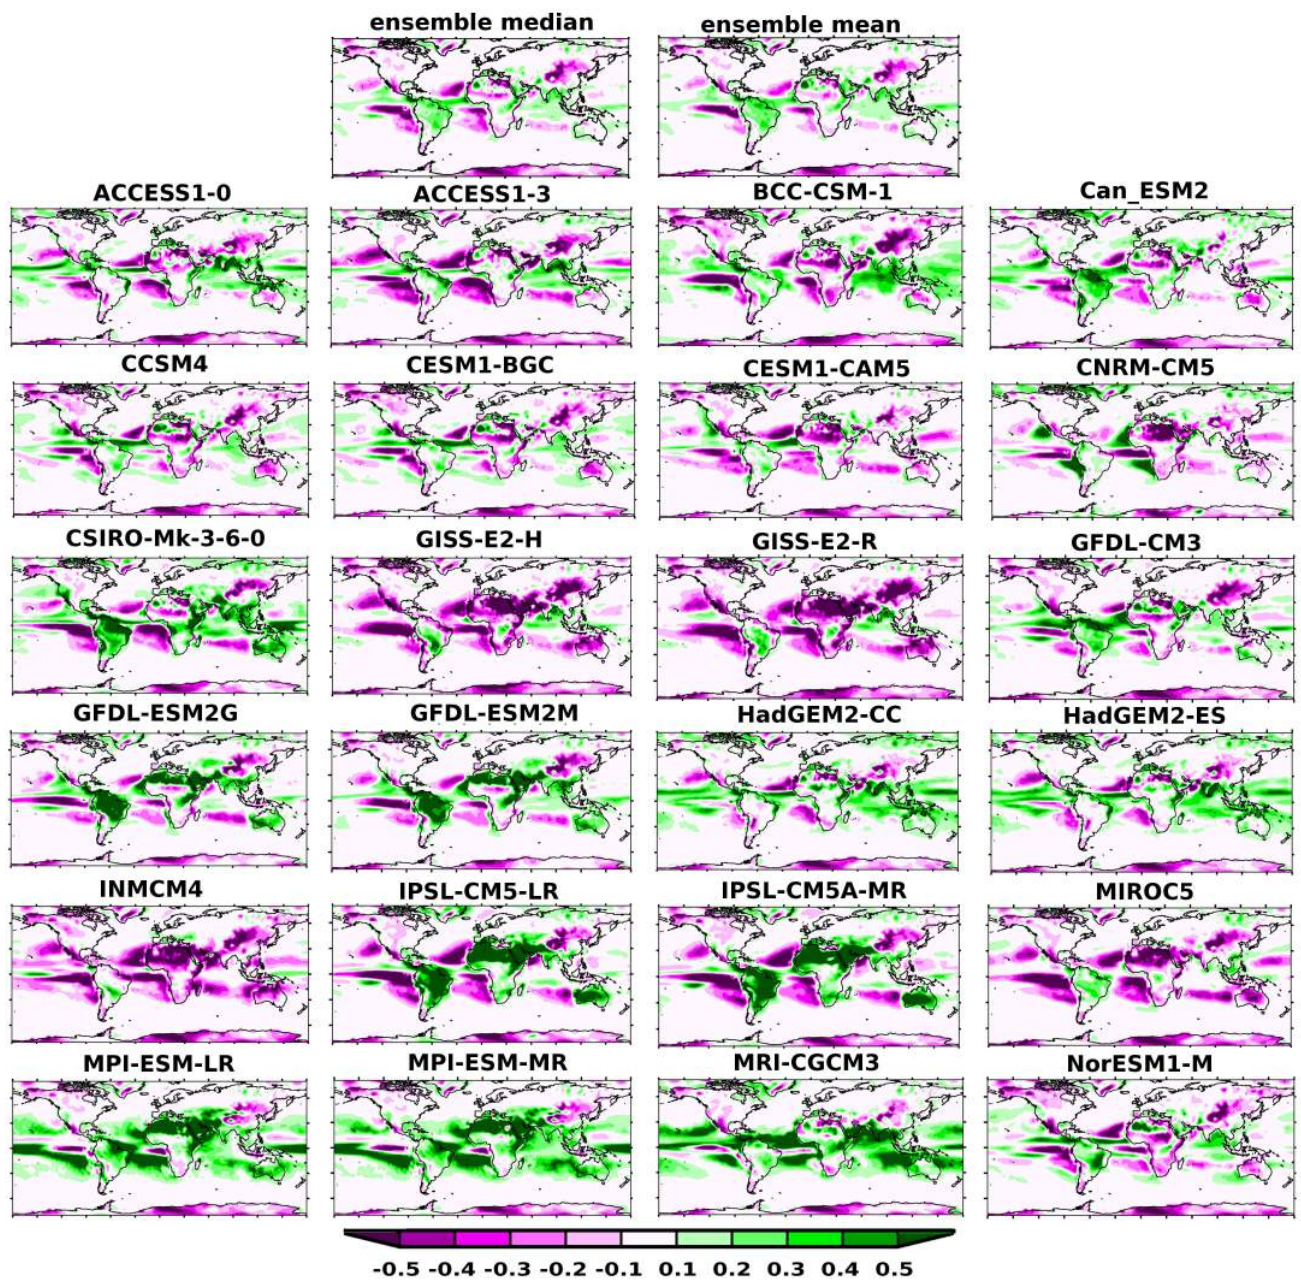 ensemble median ensemble mean
ACCESS1-0 ACCESS1-3 BCC-CSM-1 Can_ESM2
CCSM4 CESM1-BGC CESM1-CAM5 CNRM-CM5
CSIRO-Mk-3-6-0 GISS-E2-H GISS-E2-R GFDL-CM3
GFDL-ESM2G GFDL-ESM2M HadGEM2-CC HadGEM2-ES
INMCM4 IPSL-CM5-LR IPSL-CM5A-MR MIROC5
MPI-ESM-LR MPI-ESM-MR MRI-CGCM3 NorESM1-M
-0.5 -0.4 -0.3 -0.2 -0.1 0.1 0.2 0.3 0.4 0.5